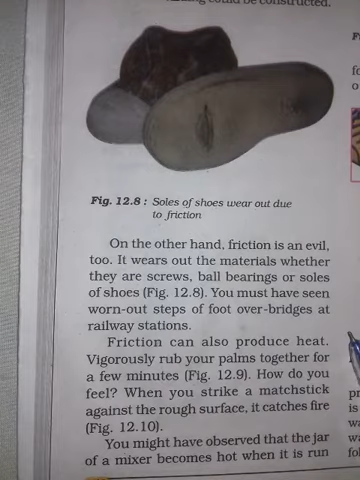 could be constructed.
Fig. 12.8 : Soles of shoes wear out due
to friction
On the other hand, friction is an evil,
too. It wears out the materials whether
they are screws, ball bearings or soles
of shoes (Fig. 12.8). You must have seen
worn-out steps of foot over-bridges at
railway stations.
Friction can also produce heat.
Vigorously rub your palms together for
a few minutes (Fig. 12.9). How do you
feel? When you strike a matchstick
against the rough surface, it catches fire
(Fig. 12.10).
You might have observed that the jar
of a mixer becomes hot when it is run